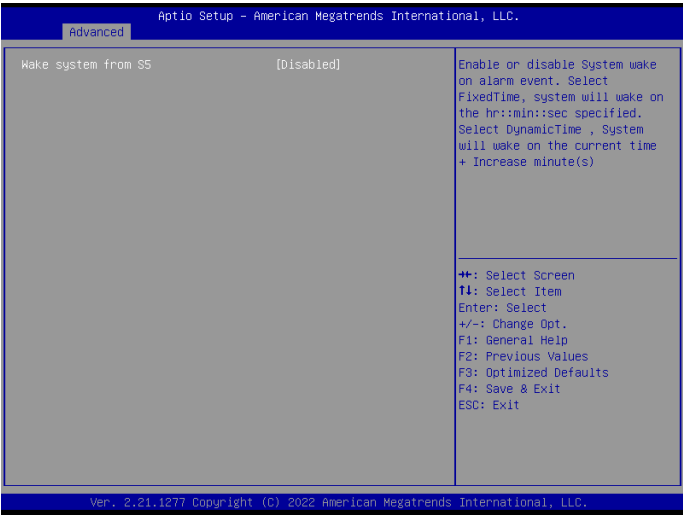 Aptio Setup – American Megatrends International, LLC.
Advanced
Wake system from S5 [Disabled]
Enable or disable System wake
on alarm event. Select
FixedTime, system will wake on
the hr::min::sec specified.
Select DynamicTime , System
will wake on the current time
+ Increase minute(s)
→←: Select Screen
↑↓: Select Item
Enter: Select
+/-: Change Opt.
F1: General Help
F2: Previous Values
F3: Optimized Defaults
F4: Save & Exit
ESC: Exit
Ver. 2.21.1277 Copyright (C) 2022 American Megatrends International, LLC.